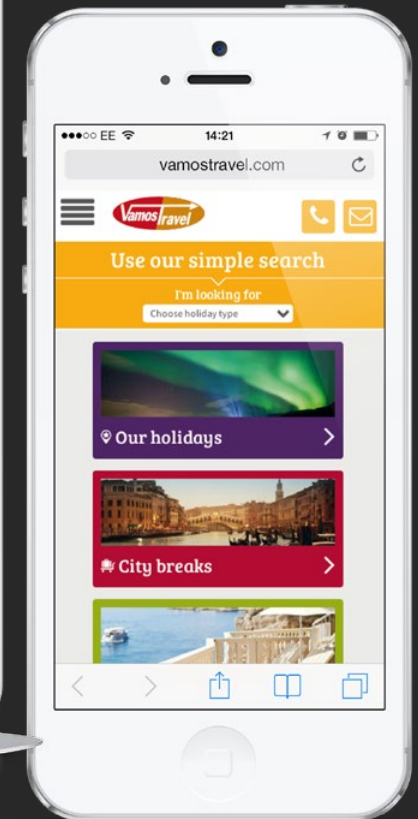 EE 14:21
vamostravel.com
Vamos Travel
Use our simple search
I'm looking for
Choose holiday type
Our holidays
City breaks